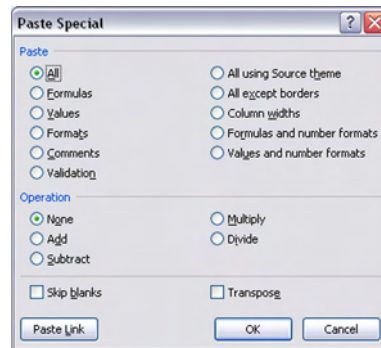 Paste Special
Paste
All
All using Source theme
Formulas
All except borders
Values
Column widths
Formats
Formulas and number formats
Comments
Values and number formats
Validation
Operation
None
Multiply
Add
Divide
Subtract
Skip blanks
Transpose
Paste Link
OK
Cancel